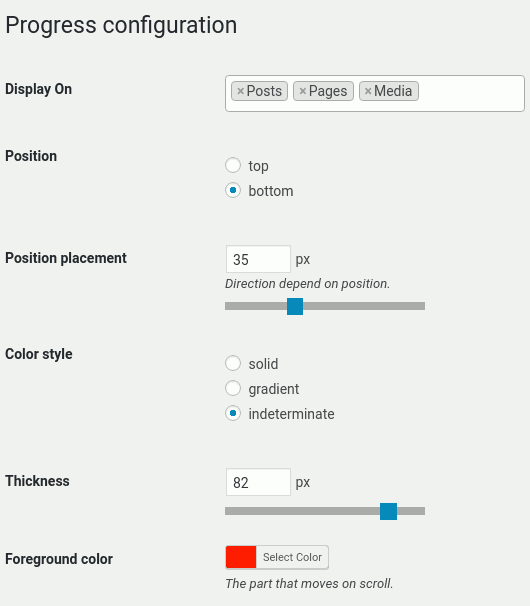 Progress configuration
Display On
×Posts ×Pages ×Media
Position
top
bottom
Position placement
35 px
Direction depend on position.
Color style
solid
gradient
indeterminate
Thickness
82 px
Foreground color
Select Color
The part that moves on scroll.